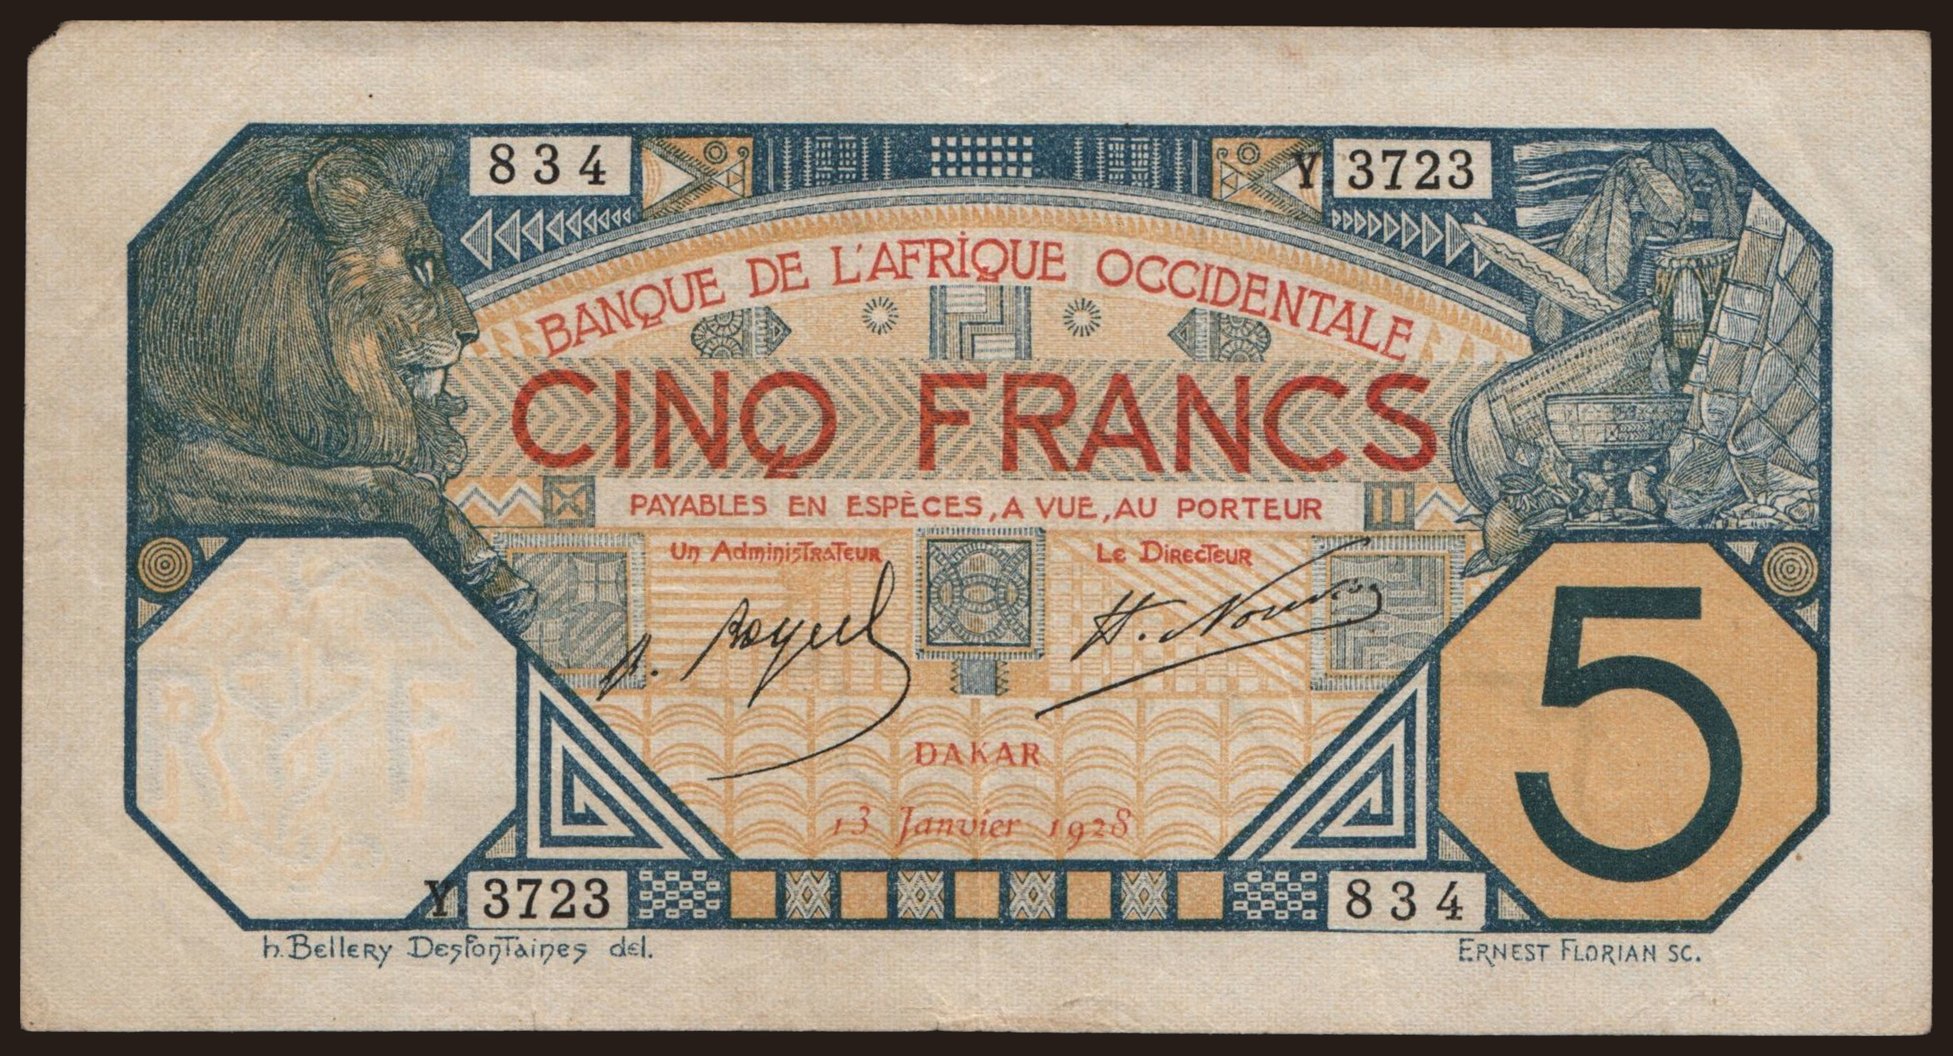 834
Y 3723
BANQUE DE L'AFRIQUE OCCIDENTALE
CINQ FRANCS
PAYABLES EN ESPÈCES, A VUE, AU PORTEUR
Un Administrateur
Le Directeur
DAKAR
13 Janvier 1928
R F
5
Y 3723
834
h. Bellery Desfontaines del.
ERNEST FLORIAN SC.